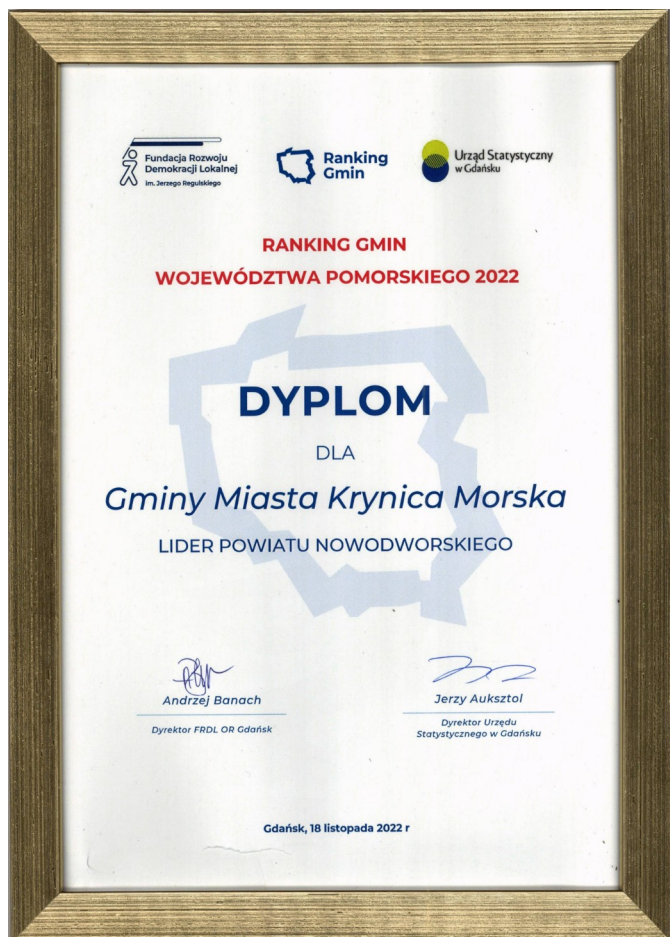 Fundacja Rozwoju
Demokracji Lokalnej
im. Jerzego Regulskiego
Ranking
Gmin
Urząd Statystyczny
w Gdańsku
RANKING GMIN
WOJEWÓDZTWA POMORSKIEGO 2022
DYPLOM
DLA
Gminy Miasta Krynica Morska
LIDER POWIATU NOWODWORSKIEGO
Andrzej Banach
Dyrektor FRDL OR Gdańsk
Jerzy Auksztol
Dyrektor Urzędu
Statystycznego w Gdańsku
Gdańsk, 18 listopada 2022 r